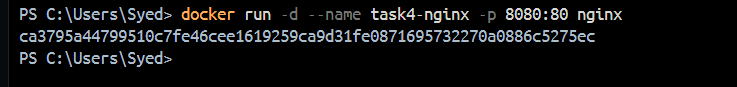 PS C:\Users\Syed> docker run -d --name task4-nginx -p 8080:80 nginx
ca3795a44799510c7fe46cee1619259ca9d31fe0871695732270a0886c5275ec
PS C:\Users\Syed>